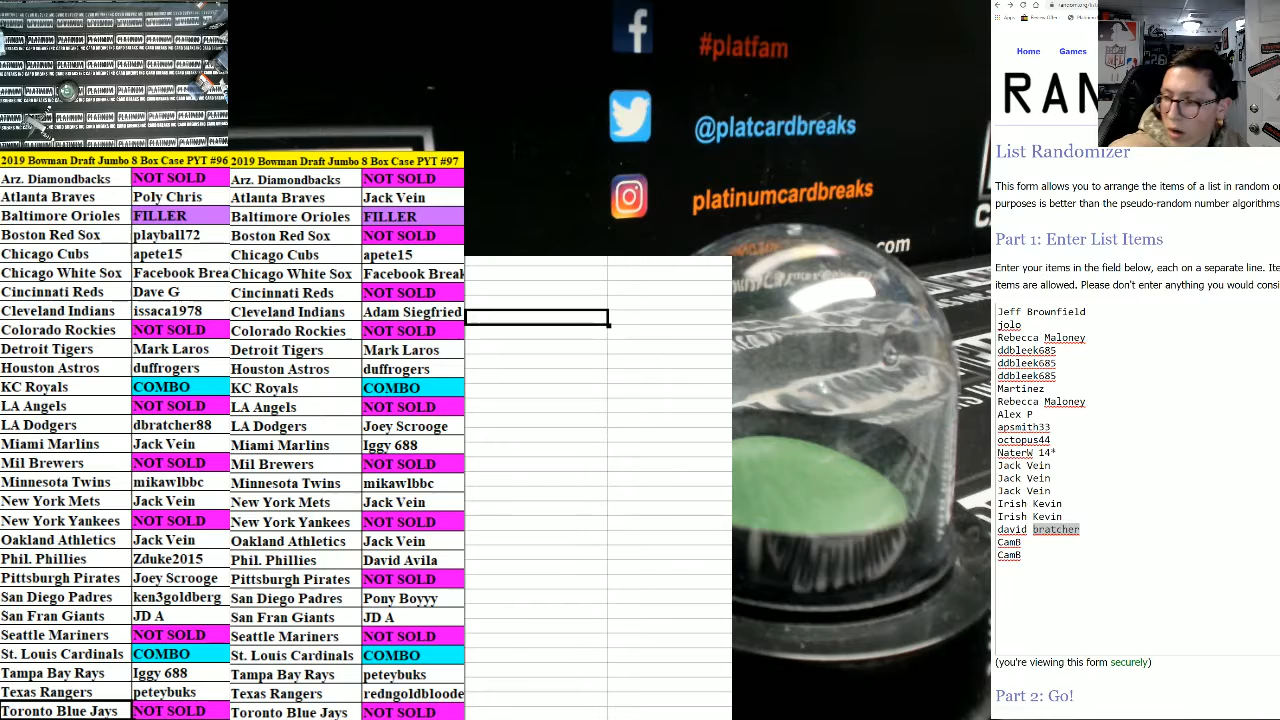 #platfam
@platcardbreaks
platinumcardbreaks
.com
2019 Bowman Draft Jumbo 8 Box Case PYT #96
Arz. Diamondbacks NOT SOLD
Atlanta Braves Poly Chris
Baltimore Orioles FILLER
Boston Red Sox playball72
Chicago Cubs apete15
Chicago White Sox Facebook Brea
Cincinnati Reds Dave G
Cleveland Indians issaca1978
Colorado Rockies NOT SOLD
Detroit Tigers Mark Laros
Houston Astros duffrogers
KC Royals COMBO
LA Angels NOT SOLD
LA Dodgers dbratcher88
Miami Marlins Jack Vein
Mil Brewers NOT SOLD
Minnesota Twins mikawlbbc
New York Mets Jack Vein
New York Yankees NOT SOLD
Oakland Athletics Jack Vein
Phil. Phillies Zduke2015
Pittsburgh Pirates Joey Scrooge
San Diego Padres ken3goldberg
San Fran Giants JD A
Seattle Mariners NOT SOLD
St. Louis Cardinals COMBO
Tampa Bay Rays Iggy 688
Texas Rangers peteybuks
Toronto Blue Jays NOT SOLD
2019 Bowman Draft Jumbo 8 Box Case PYT #97
Arz. Diamondbacks NOT SOLD
Atlanta Braves Jack Vein
Baltimore Orioles FILLER
Boston Red Sox NOT SOLD
Chicago Cubs apete15
Chicago White Sox Facebook Break
Cincinnati Reds NOT SOLD
Cleveland Indians Adam Siegfried
Colorado Rockies NOT SOLD
Detroit Tigers Mark Laros
Houston Astros duffrogers
KC Royals COMBO
LA Angels NOT SOLD
LA Dodgers Joey Scrooge
Miami Marlins Iggy 688
Mil Brewers NOT SOLD
Minnesota Twins mikawlbbc
New York Mets Jack Vein
New York Yankees NOT SOLD
Oakland Athletics Jack Vein
Phil. Phillies David Avila
Pittsburgh Pirates NOT SOLD
San Diego Padres Pony Boyyy
San Fran Giants JD A
Seattle Mariners NOT SOLD
St. Louis Cardinals COMBO
Tampa Bay Rays peteybuks
Texas Rangers redngoldbloode
Toronto Blue Jays NOT SOLD
random.org/list
Apps Review Offer Platinum
Home Games
RAN
List Randomizer
This form allows you to arrange the items of a list in random o
purposes is better than the pseudo-random number algorithms
Part 1: Enter List Items
Enter your items in the field below, each on a separate line. It
items are allowed. Please don't enter anything you would consi
Jeff Brownfield
jolo
Rebecca Maloney
ddbleek685
ddbleek685
ddbleek685
Martinez
Rebecca Maloney
Alex P
apsmith33
octopus44
NaterW 14*
Jack Vein
Jack Vein
Jack Vein
Irish Kevin
Irish Kevin
david bratcher
CamB
CamB
(you're viewing this form securely)
Part 2: Go!